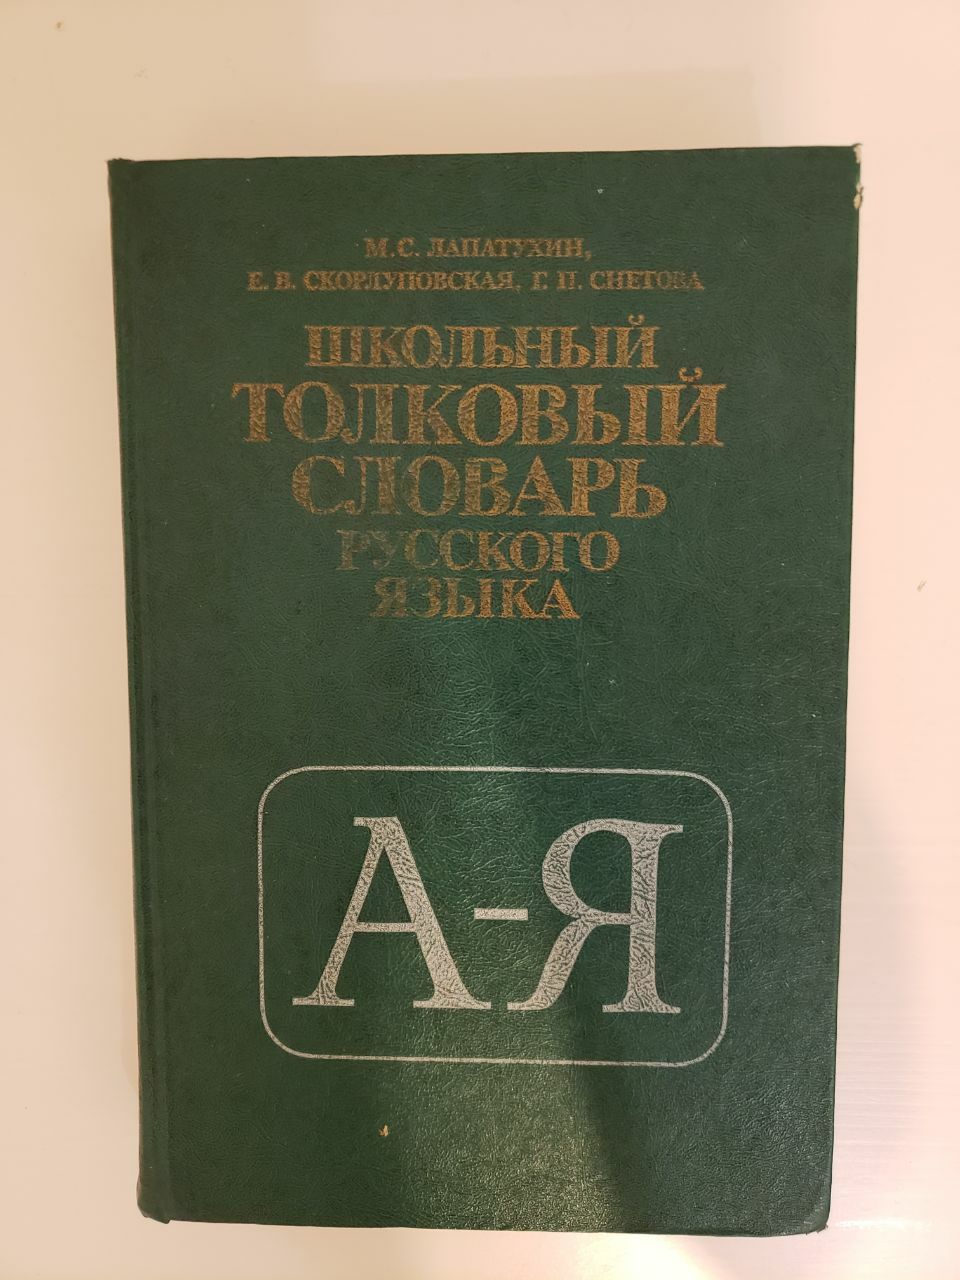 М.С. ЛАПАТУХИН,
Е. В. СКОРЛУПОВСКАЯ, Г. П. СНЕТОВА
ШКОЛЬНЫЙ
ТОЛКОВЫЙ
СЛОВАРЬ
РУССКОГО
ЯЗЫКА
А-Я